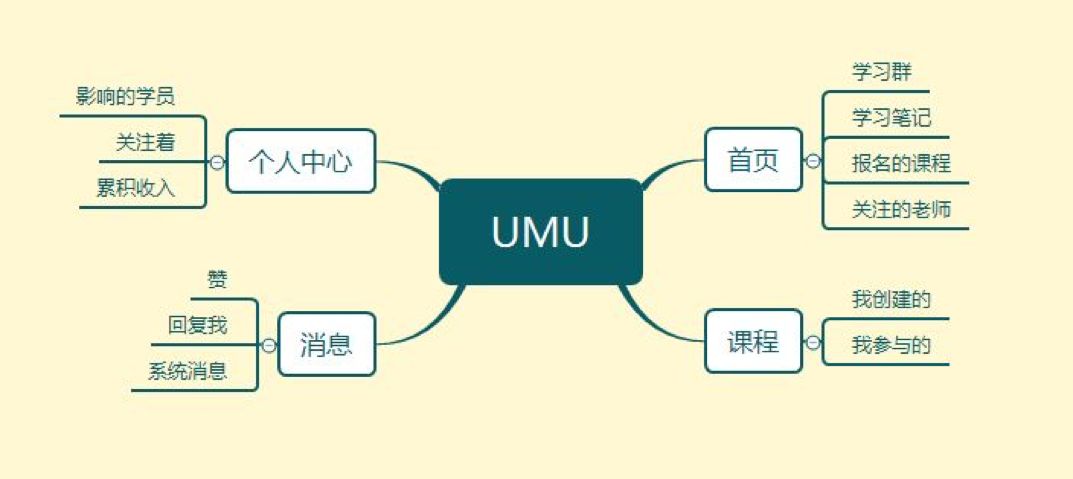 UMU
首页
学习群
学习笔记
报名的课程
关注的老师
课程
我创建的
我参与的
个人中心
影响的学员
关注着
累积收入
消息
赞
回复我
系统消息